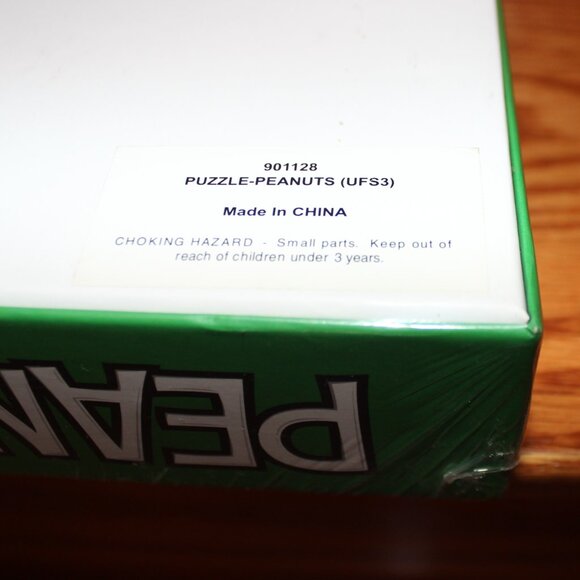 901128
PUZZLE-PEANUTS (UFS3)
Made In CHINA
CHOKING HAZARD - Small parts. Keep out of
reach of children under 3 years.
PEAN